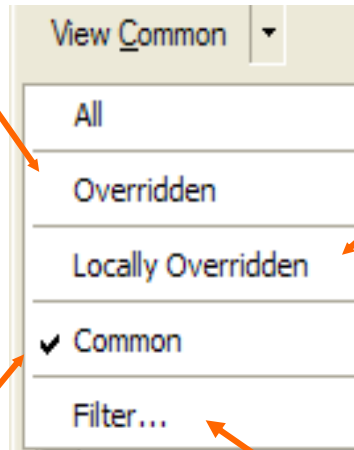 View Common
All
Overridden
Locally Overridden
Common
Filter...